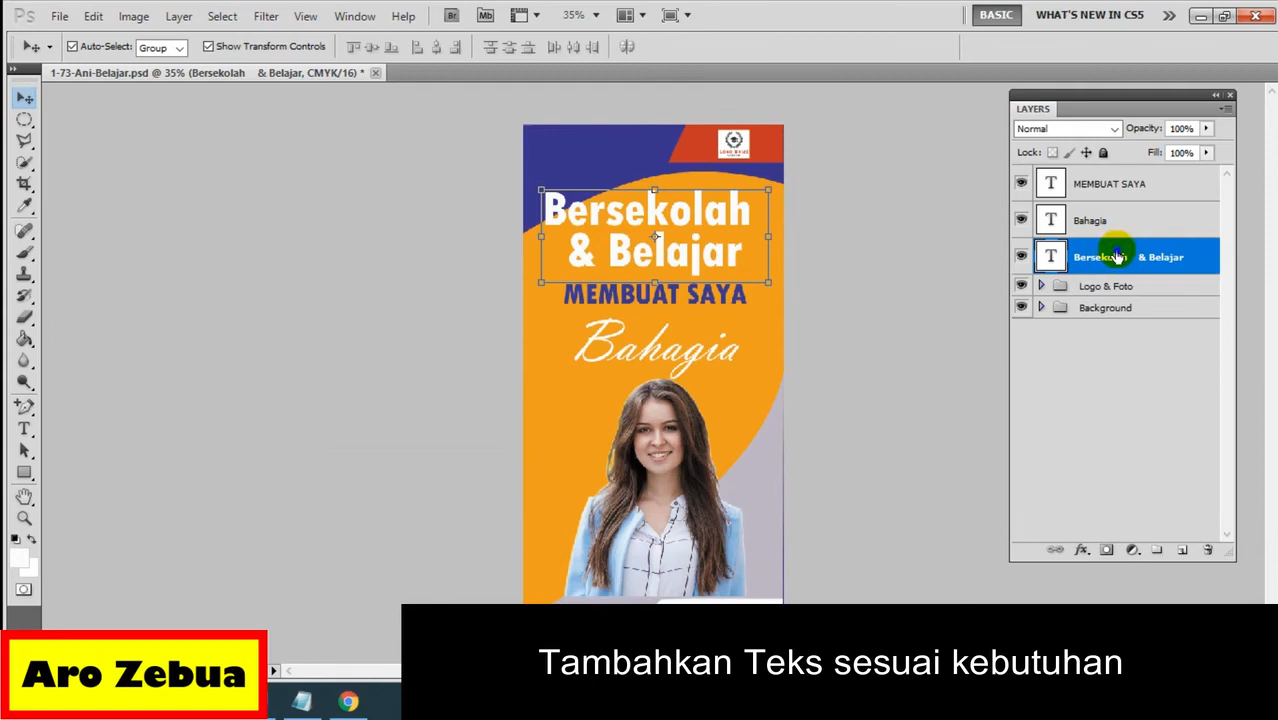 Ps File Edit Image Layer Select Filter View Window Help Br Mb 35% BASIC WHAT'S NEW IN CS5
Auto-Select: Group Show Transform Controls
1-73-Ani-Belajar.psd @ 35% (Bersekolah & Belajar, CMYK/16) *
LAYERS
Normal Opacity: 100%
Lock: Fill: 100%
T MEMBUAT SAYA
T Bahagia
T Bersekolah & Belajar
Logo & Foto
Background
Bersekolah
& Belajar
MEMBUAT SAYA
Bahagia
Tambahkan Teks sesuai kebutuhan
Aro Zebua